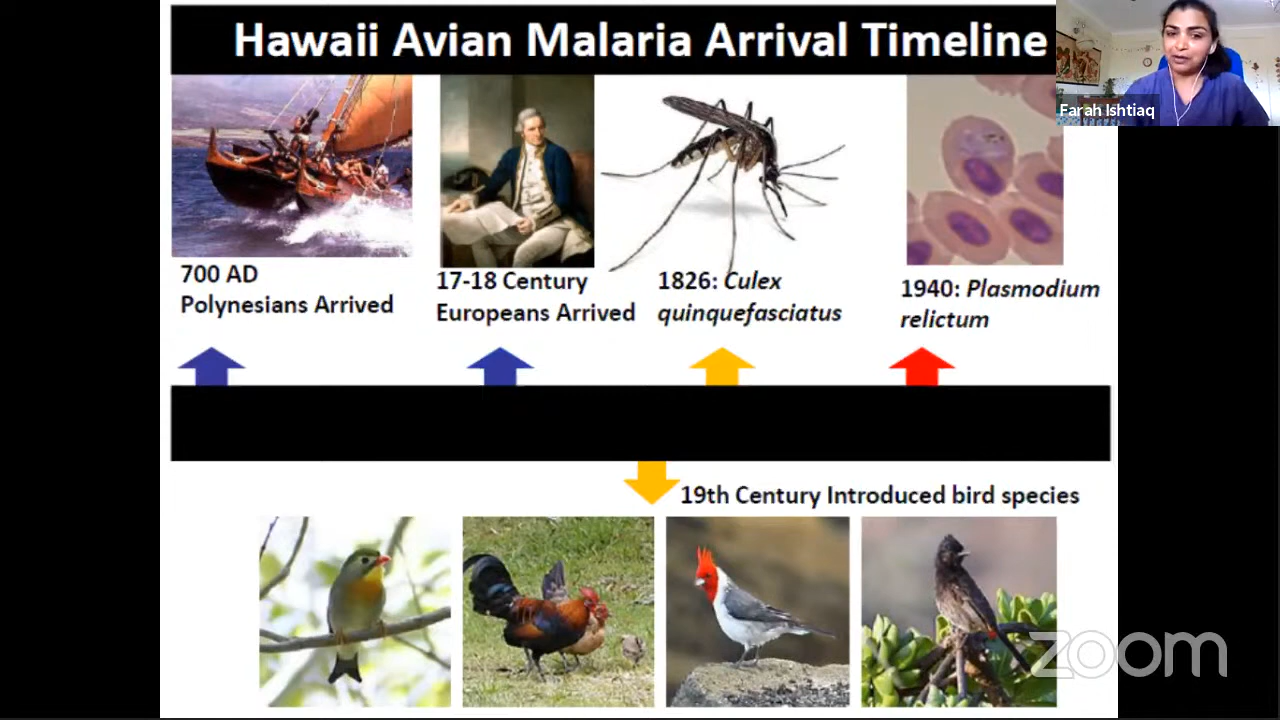 Hawaii Avian Malaria Arrival Timeline
Farah Ishtiaq
700 AD
Polynesians Arrived
17-18 Century
Europeans Arrived
1826: Culex
quinquefasciatus
1940: Plasmodium
relictum
19th Century Introduced bird species
zoom